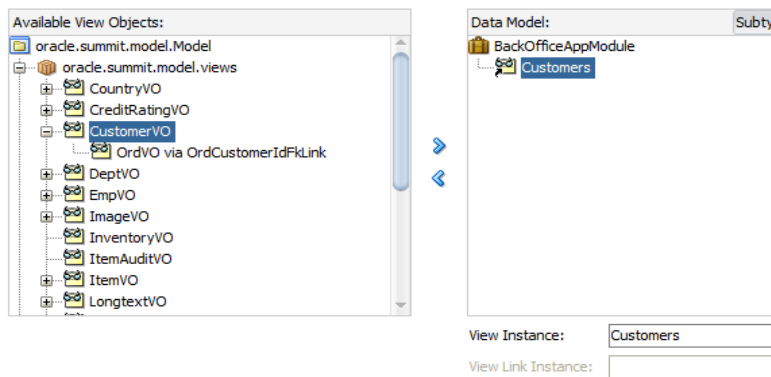 Available View Objects:
oracle.summit.model.Model
oracle.summit.model.views
CountryVO
CreditRatingVO
CustomerVO
OrdVO via OrdCustomerIdFkLink
DeptVO
EmpVO
ImageVO
InventoryVO
ItemAuditVO
ItemVO
LongtextVO
Data Model:
Subty
BackOfficeAppModule
Customers
View Instance:
Customers
View Link Instance: